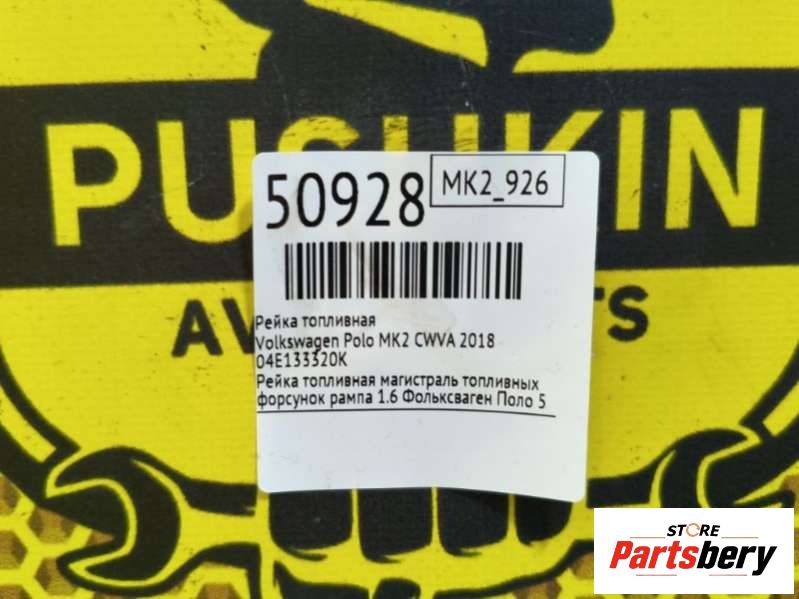 PUSHKIN
50928
MK2_926
AV TS
Рейка топливная
Volkswagen Polo MK2 CWVA 2018
04E133320K
Рейка топливная магистраль топливных
форсунок рампа 1.6 Фольксваген Поло 5
STORE
Partsbery